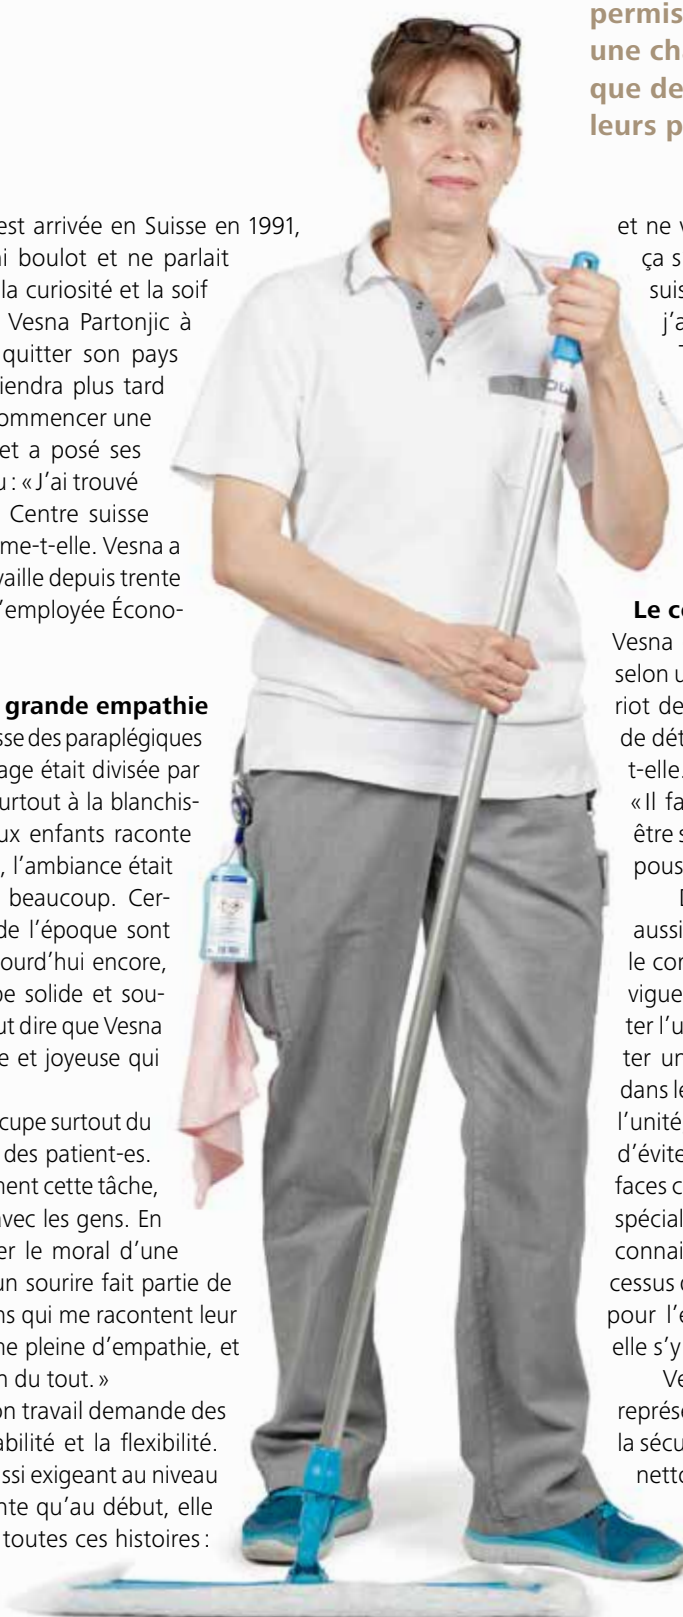 est arrivée en Suisse en 1991,
i boulot et ne parlait
la curiosité et la soif
Vesna Partonjic à
quitter son pays
iendra plus tard
ommencer une
et a posé ses
u : « J’ai trouvé
Centre suisse
me-t-elle. Vesna a
vaille depuis trente
’employée Écono-
grande empathie
sse des paraplégiques
age était divisée par
urtout à la blanchis-
ux enfants raconte
, l’ambiance était
beaucoup. Cer-
de l’époque sont
ourd’hui encore,
pe solide et sou-
ut dire que Vesna
e et joyeuse qui
cupe surtout du
des patient-es.
ment cette tâche,
avec les gens. En
er le moral d’une
un sourire fait partie de
ns qui me racontent leur
ne pleine d’empathie, et
n du tout. »
on travail demande des
abilité et la flexibilité.
ssi exigeant au niveau
nte qu’au début, elle
toutes ces histoires :
permis
une cha
que de
leurs p
et ne v
ça s
suis
j’a
Le co
Vesna
selon u
riot de
de dét
t-elle.
« Il fa
être s
pous
D
aussi
le cor
vigue
ter l’u
ter un
dans le
l’unité
d’évite
faces c
spécial
connai
cessus d
pour l’e
elle s’y
Ve
représe
la sécu
netto